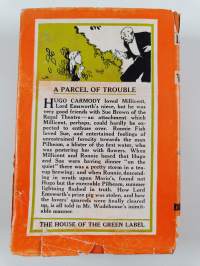 A PARCEL OF TROUBLE
HUGO CARMODY loved Millicent,
Lord Emsworth's niece, but he was
very good friends with Sue Brown of the
Regal Theatre—an attachment which
Millicent, perhaps, could hardly be ex-
pected to enthuse over. Ronnie Fish
loved Sue, and entertained feelings of
unrestrained ferocity towards the man
Pilbeam, a blister of the first water, who
was pestering her with flowers. When
Millicent and Ronnie heard that Hugo
and Sue were having dinner "on the
quiet" there was a pretty storm in a tea-
cup brewing; and when Ronnie, descend-
ing in wrath upon Mario's, found not
Hugo but the execrable Pilbeam, summer
lightning flashed in truth. How Lord
Emsworth's prize pig was stolen, and how
the lovers' quarrels were finally cleared
up, is all told in Mr. Wodehouse's inimit-
able manner.
THE HOUSE OF THE GREEN LABEL